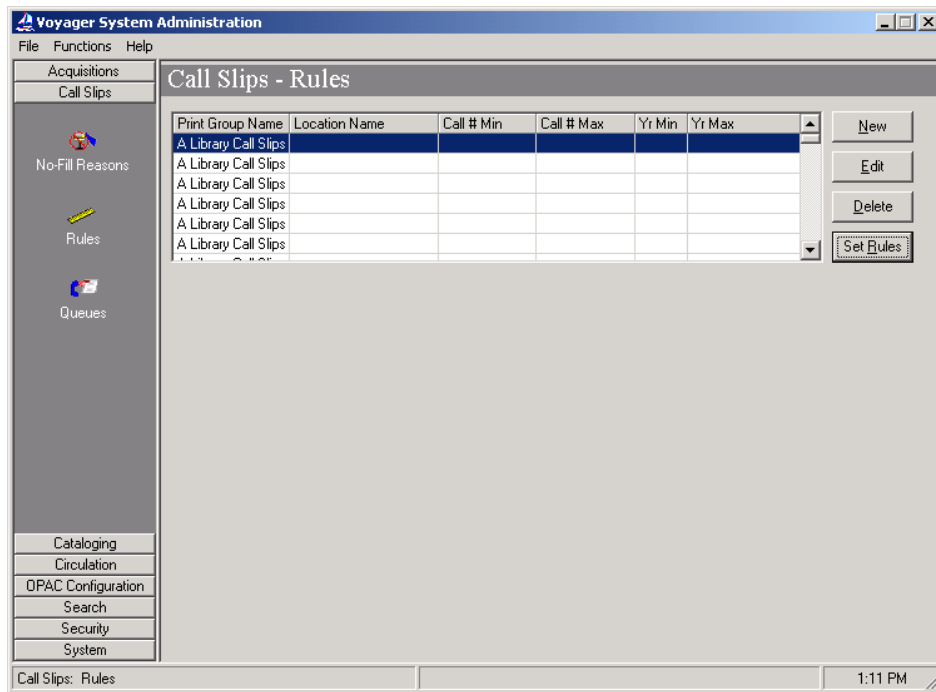 Voyager System Administration
File Functions Help
Acquisitions
Call Slips
No-Fill Reasons
Rules
Queues
Cataloging
Circulation
OPAC Configuration
Search
Security
System
Call Slips - Rules
Print Group Name Location Name Call # Min Call # Max Yr Min Yr Max
A Library Call Slips
A Library Call Slips
A Library Call Slips
A Library Call Slips
A Library Call Slips
A Library Call Slips
New
Edit
Delete
Set Rules
Call Slips: Rules
1:11 PM